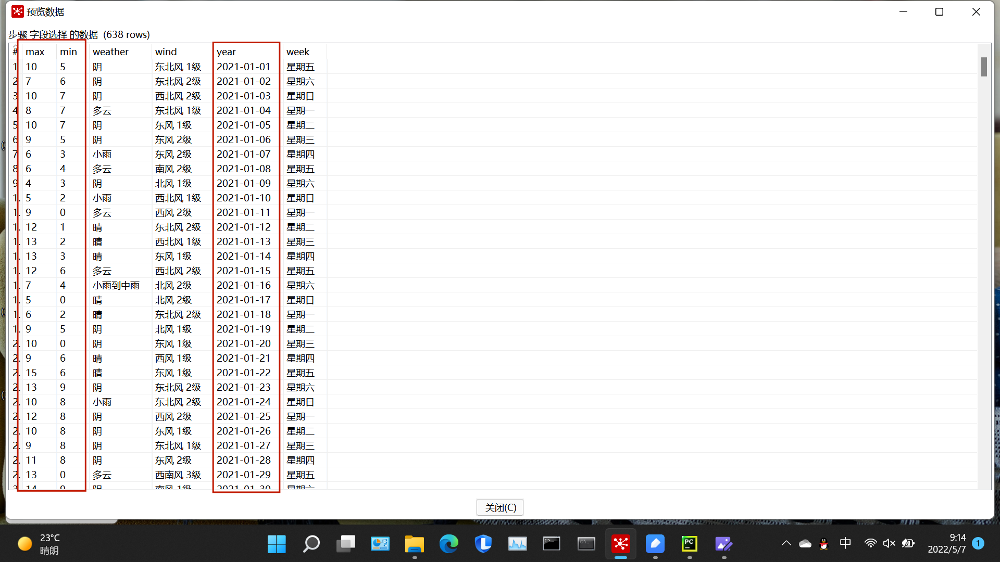 预览数据
步骤 字段选择 的数据 (638 rows)
# max min weather wind year week
1 10 5 阴 东北风 1级 2021-01-01 星期五
2 7 6 阴 东北风 2级 2021-01-02 星期六
3 10 7 阴 西北风 2级 2021-01-03 星期日
4 8 7 多云 东北风 1级 2021-01-04 星期一
5 10 7 阴 东风 1级 2021-01-05 星期二
6 9 5 阴 东风 2级 2021-01-06 星期三
7 6 3 小雨 东风 2级 2021-01-07 星期四
8 6 4 多云 南风 2级 2021-01-08 星期五
9 4 3 阴 北风 1级 2021-01-09 星期六
1. 5 2 小雨 西北风 1级 2021-01-10 星期日
1. 9 0 多云 西风 2级 2021-01-11 星期一
1. 12 1 晴 东北风 2级 2021-01-12 星期二
1. 13 2 晴 西北风 1级 2021-01-13 星期三
1. 13 3 晴 东风 1级 2021-01-14 星期四
1. 12 6 多云 西北风 2级 2021-01-15 星期五
1. 7 4 小雨到中雨 北风 2级 2021-01-16 星期六
1. 5 0 晴 北风 2级 2021-01-17 星期日
1. 6 2 晴 东北风 2级 2021-01-18 星期一
1. 9 5 阴 北风 1级 2021-01-19 星期二
2. 10 0 阴 东风 1级 2021-01-20 星期三
2. 9 6 晴 西风 1级 2021-01-21 星期四
2. 15 6 晴 东风 1级 2021-01-22 星期五
2. 13 9 阴 东北风 2级 2021-01-23 星期六
2. 10 8 小雨 东北风 2级 2021-01-24 星期日
2. 12 8 阴 西风 2级 2021-01-25 星期一
2. 10 8 阴 东风 1级 2021-01-26 星期二
2. 9 8 阴 东北风 1级 2021-01-27 星期三
2. 11 8 阴 东风 2级 2021-01-28 星期四
2. 13 0 多云 西南风 3级 2021-01-29 星期五
3. 14 9 阴 南风 1级 2021-01-30 星期六
关闭(C)
23°C
晴朗
PC
中
9:14
2022/5/7
1